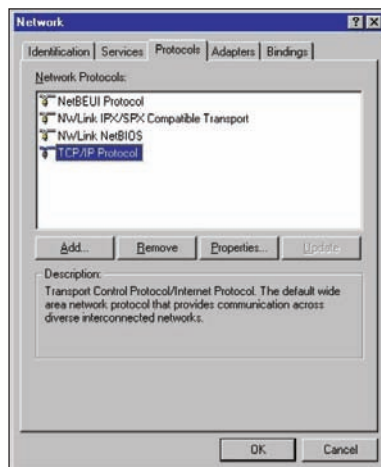 Network
Identification Services Protocols Adapters Bindings
Network Protocols:
NetBEUI Protocol
NWLink IPX/SPX Compatible Transport
NWLink NetBIOS
TCP/IP Protocol
Add... Remove Properties... Update
Description:
Transport Control Protocol/Internet Protocol. The default wide
area network protocol that provides communication across
diverse interconnected networks.
OK Cancel